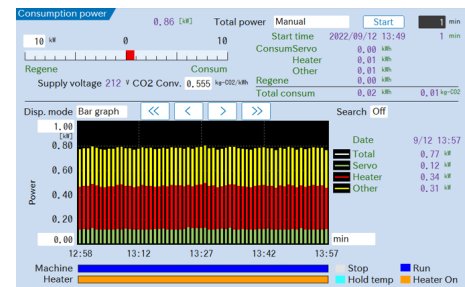 Consumption power
0.86 [kW] Total power Manual Start 1 min
10 kW 0 10 Start time 2022/09/12 13:49 1 min
ConsumServo 0.00 kWh
Heater 0.01 kWh
Regene Consum Other 0.01 kWh
Supply voltage 212 V CO2 Conv. 0.555 kg-CO2/kWh Regene 0.00 kWh
Total consum 0.02 kWh 0.01 kg-CO2
Disp. mode Bar graph << < > >> Search Off
1.00
[kW]
0.80
0.60
0.40
0.20
0.00
Power
Date 9/12 13:57
Total 0.77 kW
Servo 0.12 kW
Heater 0.34 kW
Other 0.31 kW
min
12:58 13:12 13:27 13:42 13:57
Machine Stop Run
Heater Hold temp Heater On